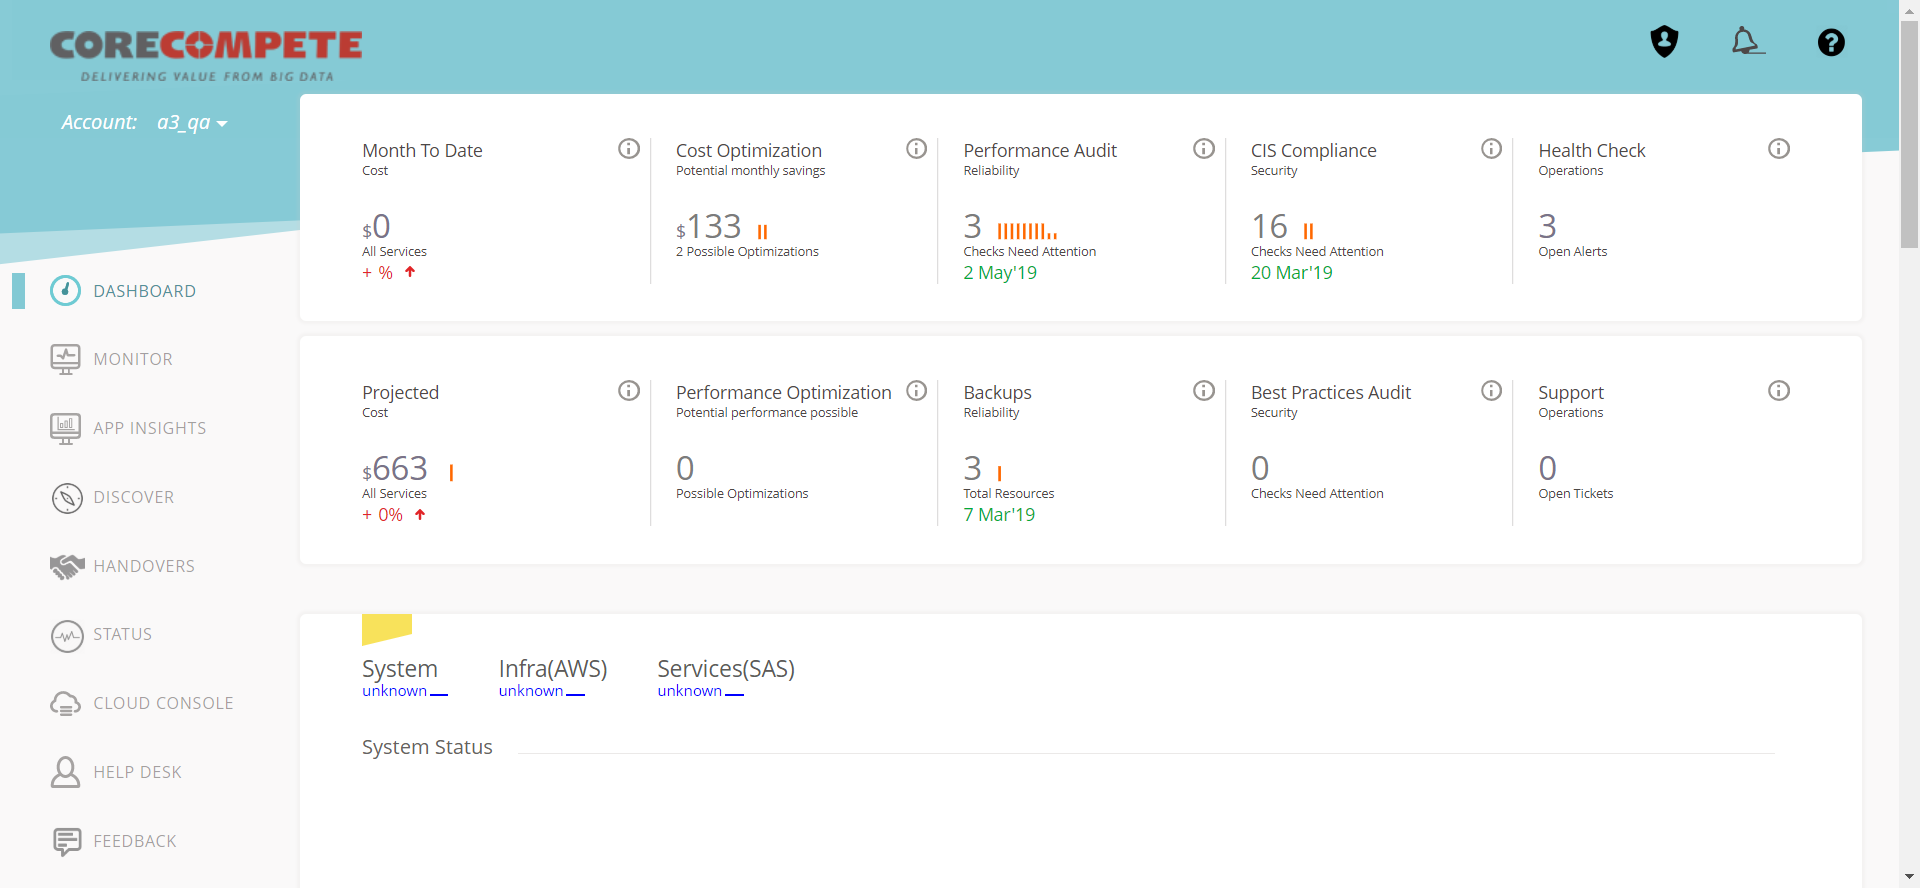 CORECOMPETE
DELIVERING VALUE FROM BIG DATA
Account: a3_qa
DASHBOARD
MONITOR
APP INSIGHTS
DISCOVER
HANDOVERS
STATUS
CLOUD CONSOLE
HELP DESK
FEEDBACK
Month To Date
Cost
$0
All Services
+ %
Cost Optimization
Potential monthly savings
$133
2 Possible Optimizations
Performance Audit
Reliability
3
Checks Need Attention
2 May'19
CIS Compliance
Security
16
Checks Need Attention
20 Mar'19
Health Check
Operations
3
Open Alerts
Projected
Cost
$663
All Services
+ 0%
Performance Optimization
Potential performance possible
0
Possible Optimizations
Backups
Reliability
3
Total Resources
7 Mar'19
Best Practices Audit
Security
0
Checks Need Attention
Support
Operations
0
Open Tickets
System
unknown
Infra(AWS)
unknown
Services(SAS)
unknown
System Status